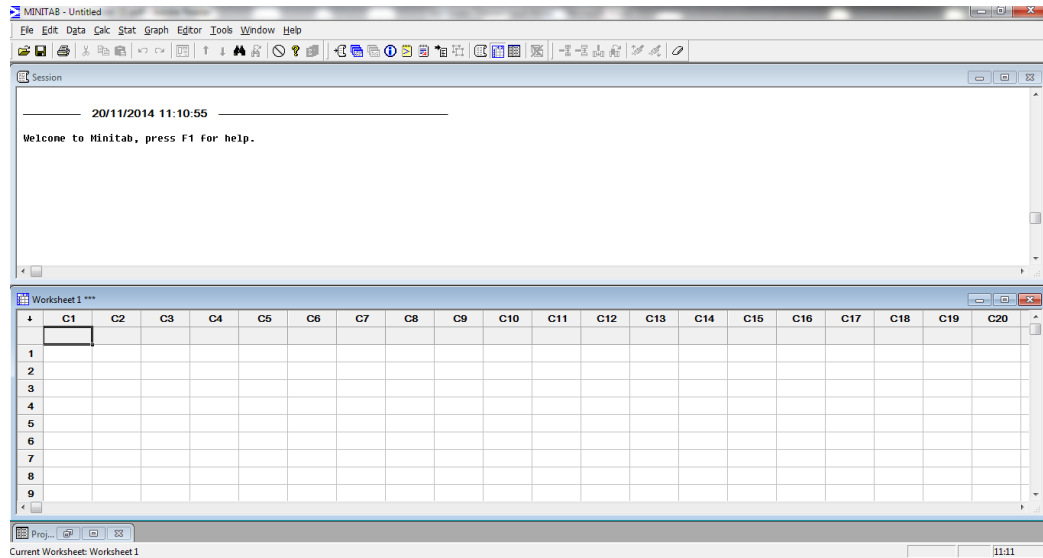 MINITAB - Untitled
File Edit Data Calc Stat Graph Editor Tools Window Help
Session
20/11/2014 11:10:55
Welcome to Minitab, press F1 for help.
Worksheet 1 ***
C1 C2 C3 C4 C5 C6 C7 C8 C9 C10 C11 C12 C13 C14 C15 C16 C17 C18 C19 C20
1
2
3
4
5
6
7
8
9
Proj...
Current Worksheet: Worksheet 1
11:11